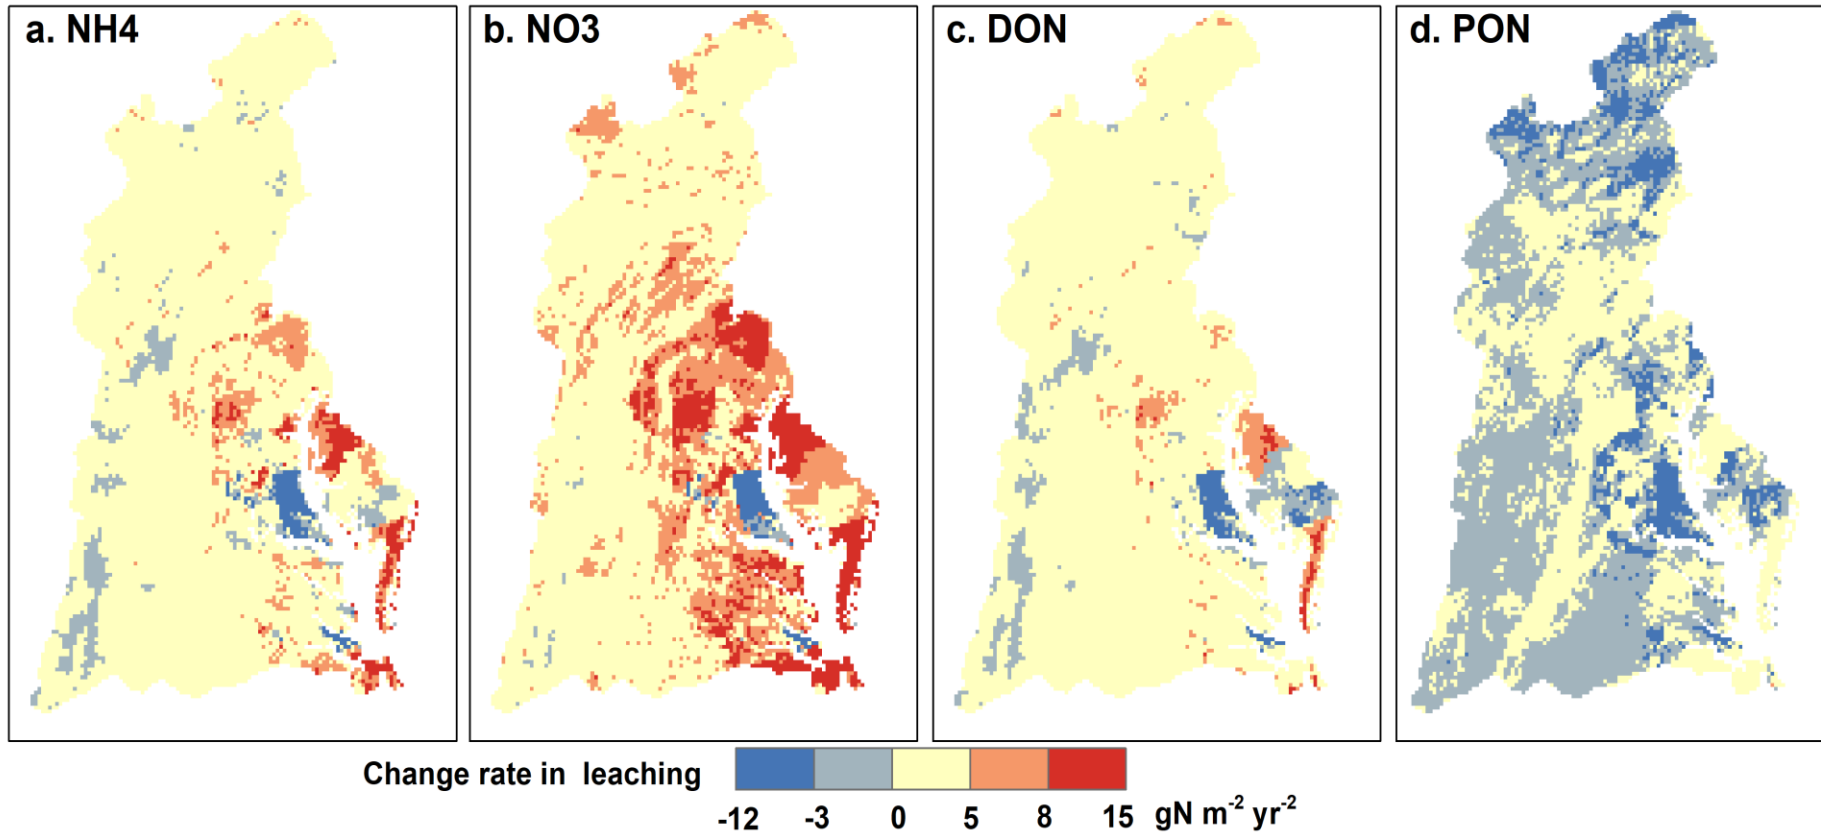 a. NH4
b. NO3
c. DON
d. PON
Change rate in leaching
-12 -3 0 5 8 15 gN m⁻² yr⁻²